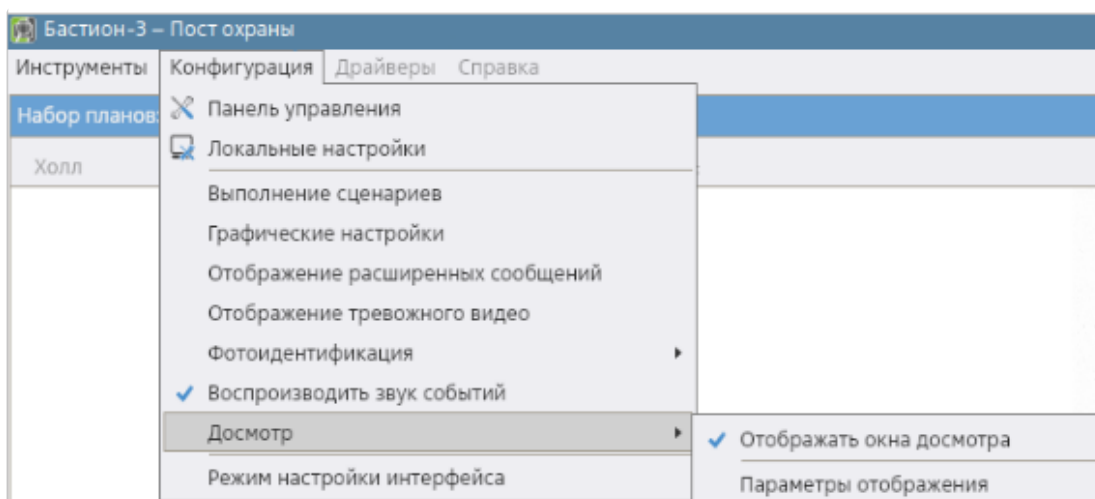 Бастион-3 – Пост охраны
Инструменты Конфигурация Драйверы Справка
Набор планов:
Панель управления
Холл
Локальные настройки
Выполнение сценариев
Графические настройки
Отображение расширенных сообщений
Отображение тревожного видео
Фотоидентификация
Воспроизводить звук событий
Досмотр
Отображать окна досмотра
Режим настройки интерфейса
Параметры отображения